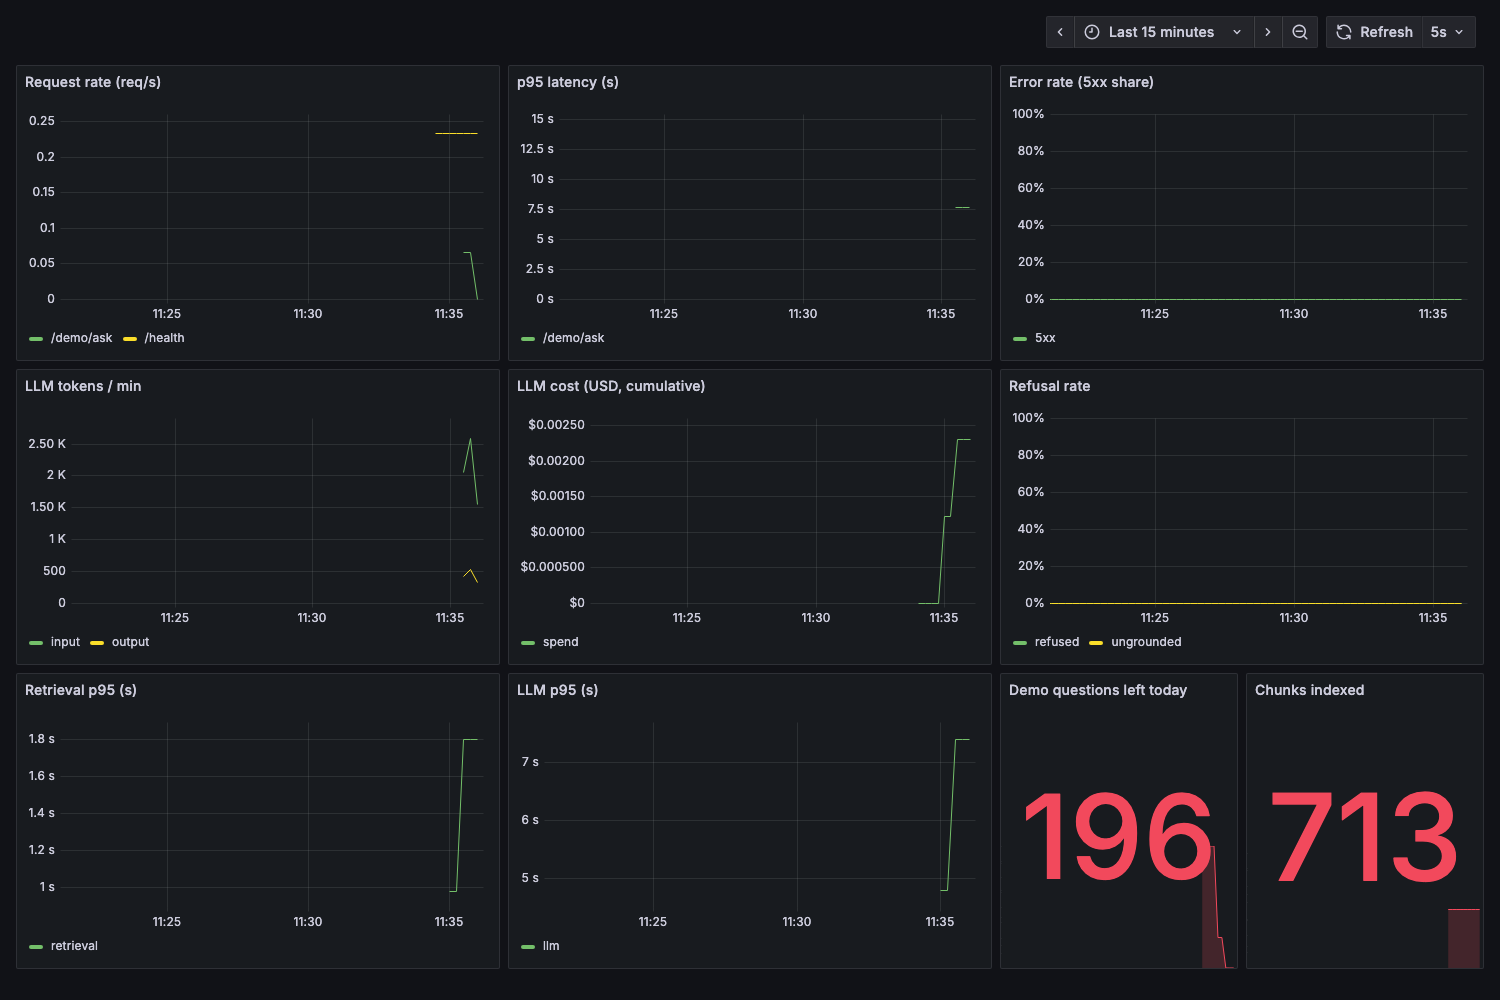 Last 15 minutes Refresh 5s
Request rate (req/s)
0.25
0.2
0.15
0.1
0.05
0
11:25 11:30 11:35
/demo/ask /health
p95 latency (s)
15 s
12.5 s
10 s
7.5 s
5 s
2.5 s
0 s
11:25 11:30 11:35
/demo/ask
Error rate (5xx share)
100%
80%
60%
40%
20%
0%
11:25 11:30 11:35
5xx
LLM tokens / min
2.50 K
2 K
1.50 K
1 K
500
0
11:25 11:30 11:35
input output
LLM cost (USD, cumulative)
$0.00250
$0.00200
$0.00150
$0.00100
$0.000500
$0
11:25 11:30 11:35
spend
Refusal rate
100%
80%
60%
40%
20%
0%
11:25 11:30 11:35
refused ungrounded
Retrieval p95 (s)
1.8 s
1.6 s
1.4 s
1.2 s
1 s
11:25 11:30 11:35
retrieval
LLM p95 (s)
7 s
6 s
5 s
11:25 11:30 11:35
llm
Demo questions left today
196
Chunks indexed
713